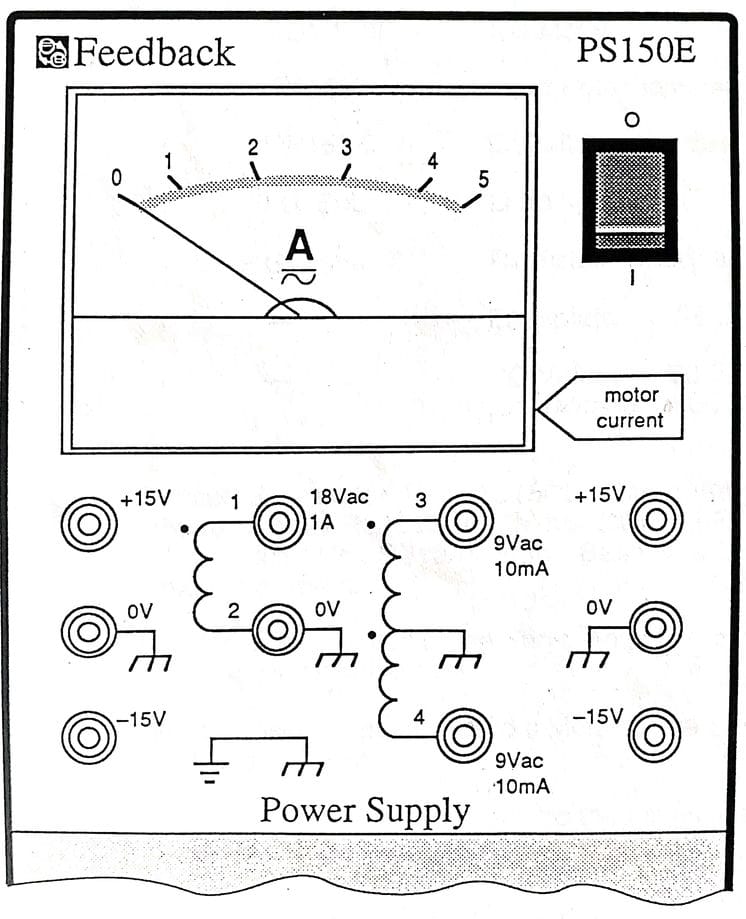 Feedback PS150E
O
0 1 2 3 4 5
A
I
motor
current
+15V 1 18Vac 3 +15V
1A
9Vac
10mA
0V 2 0V 0V
-15V 4 -15V
9Vac
10mA
Power Supply